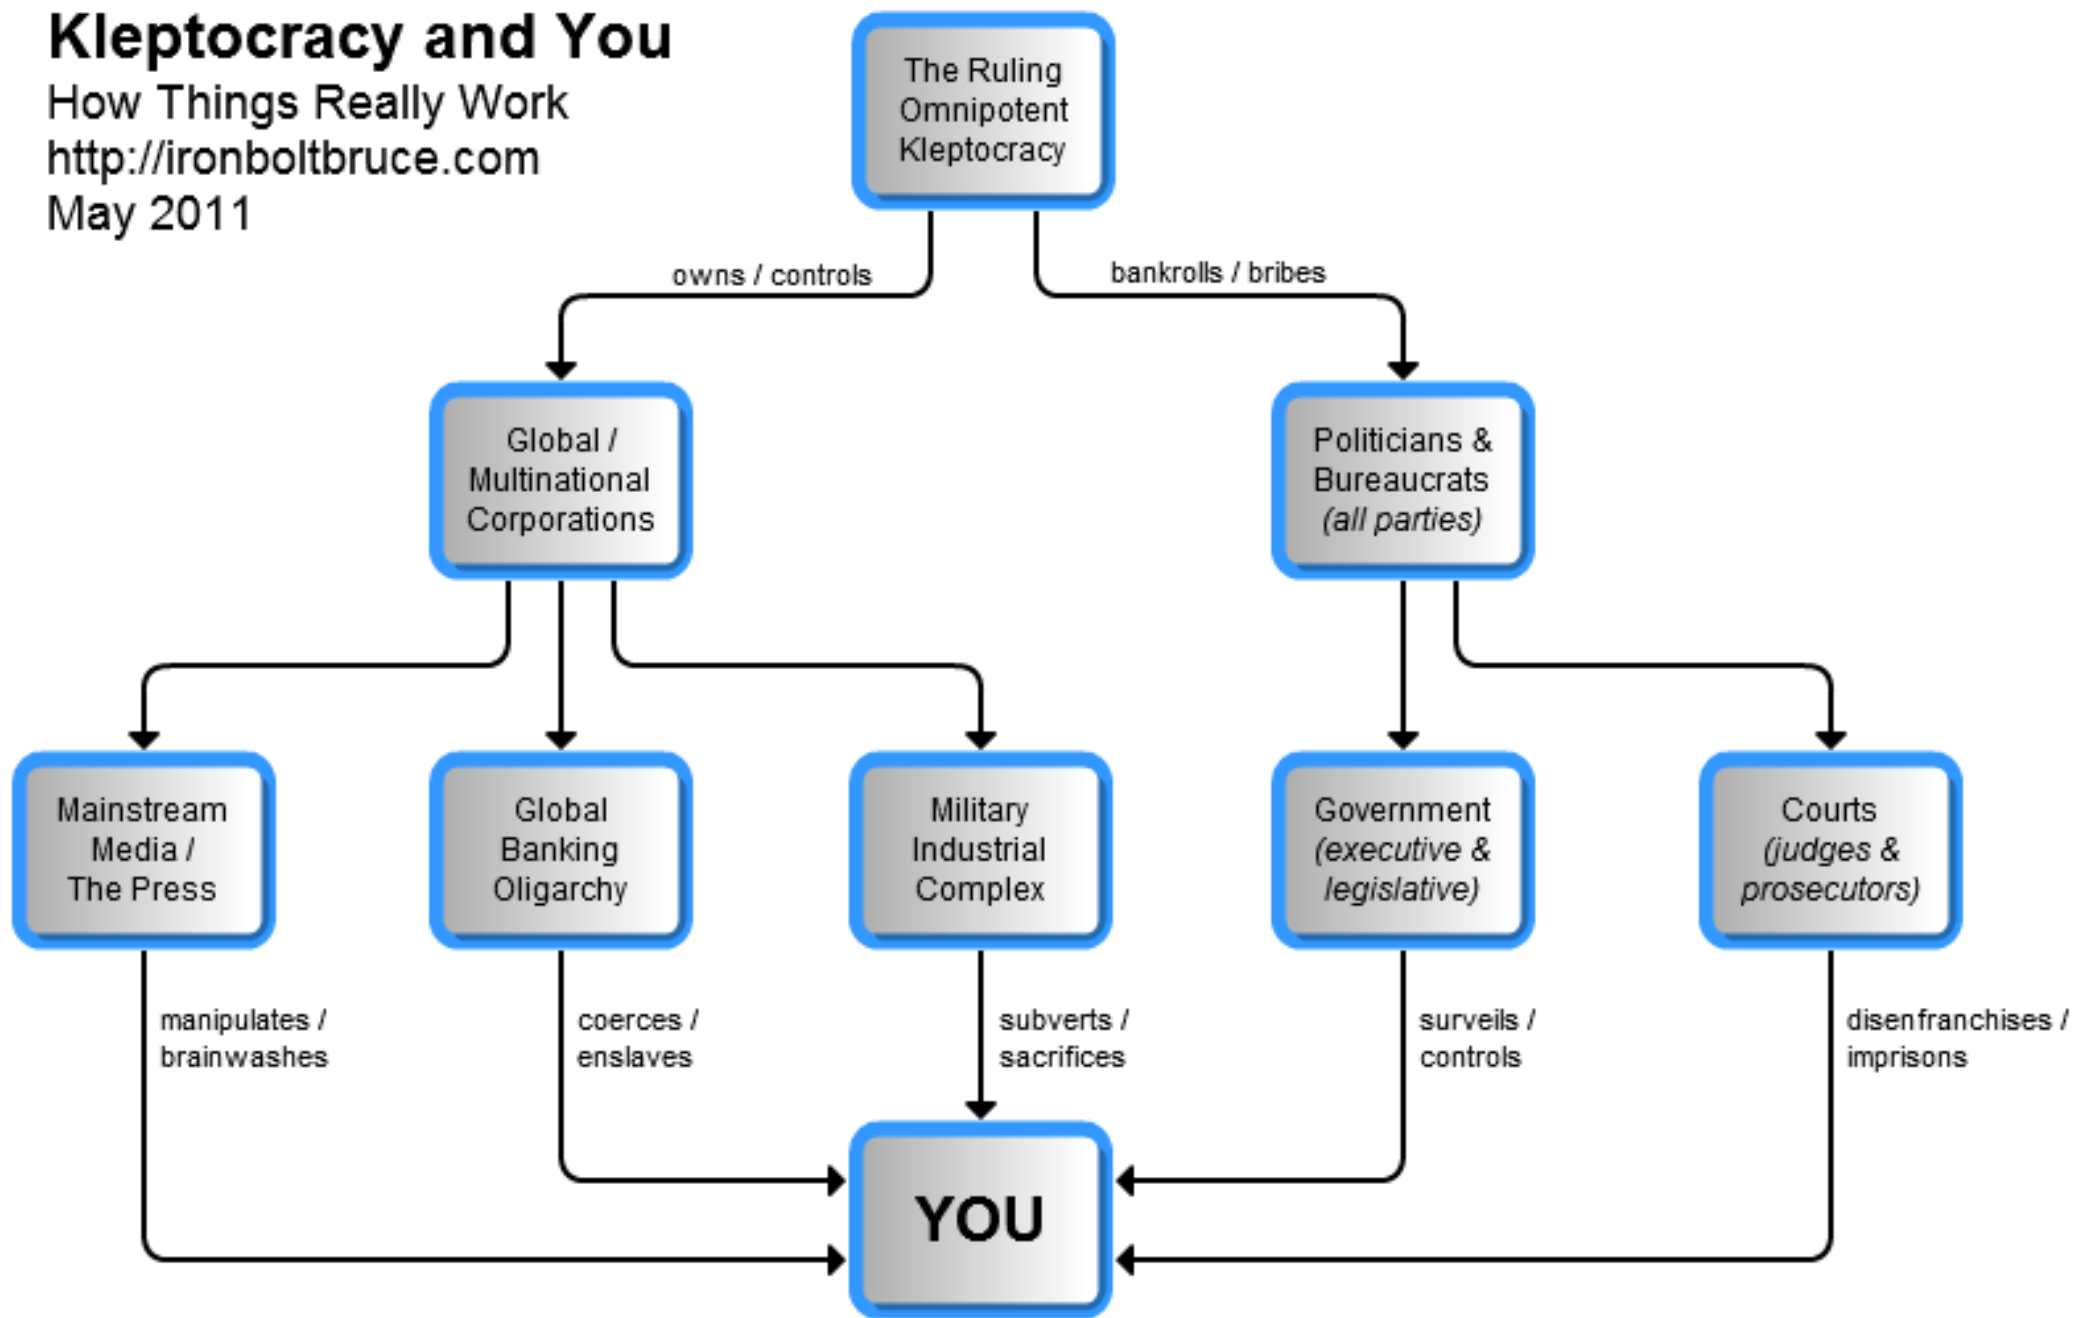 Kleptocracy and You
How Things Really Work
http://ironboltbruce.com
May 2011
The Ruling
Omnipotent
Kleptocracy
owns / controls
bankrolls / bribes
Global /
Multinational
Corporations
Politicians &
Bureaucrats
(all parties)
Mainstream
Media /
The Press
Global
Banking
Oligarchy
Military
Industrial
Complex
Government
(executive &
legislative)
Courts
(judges &
prosecutors)
manipulates /
brainwashes
coerces /
enslaves
subverts /
sacrifices
surveils /
controls
disenfranchises /
imprisons
YOU